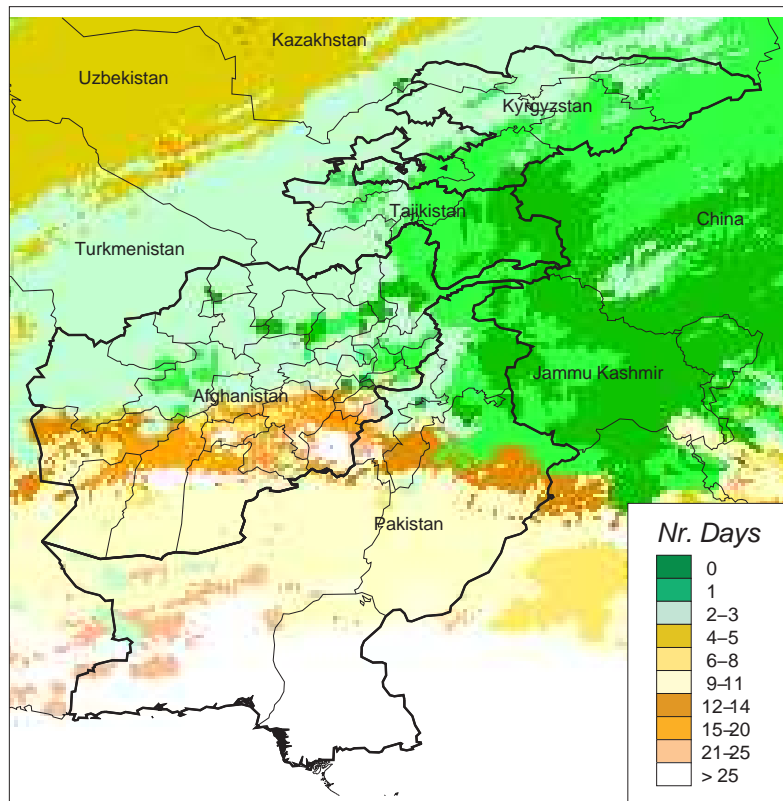 Kazakhstan
Uzbekistan
Kyrgyzstan
Tajikistan
China
Turkmenistan
Jammu Kashmir
Afghanistan
Pakistan
Nr. Days
0
1
2–3
4–5
6–8
9–11
12–14
15–20
21–25
> 25